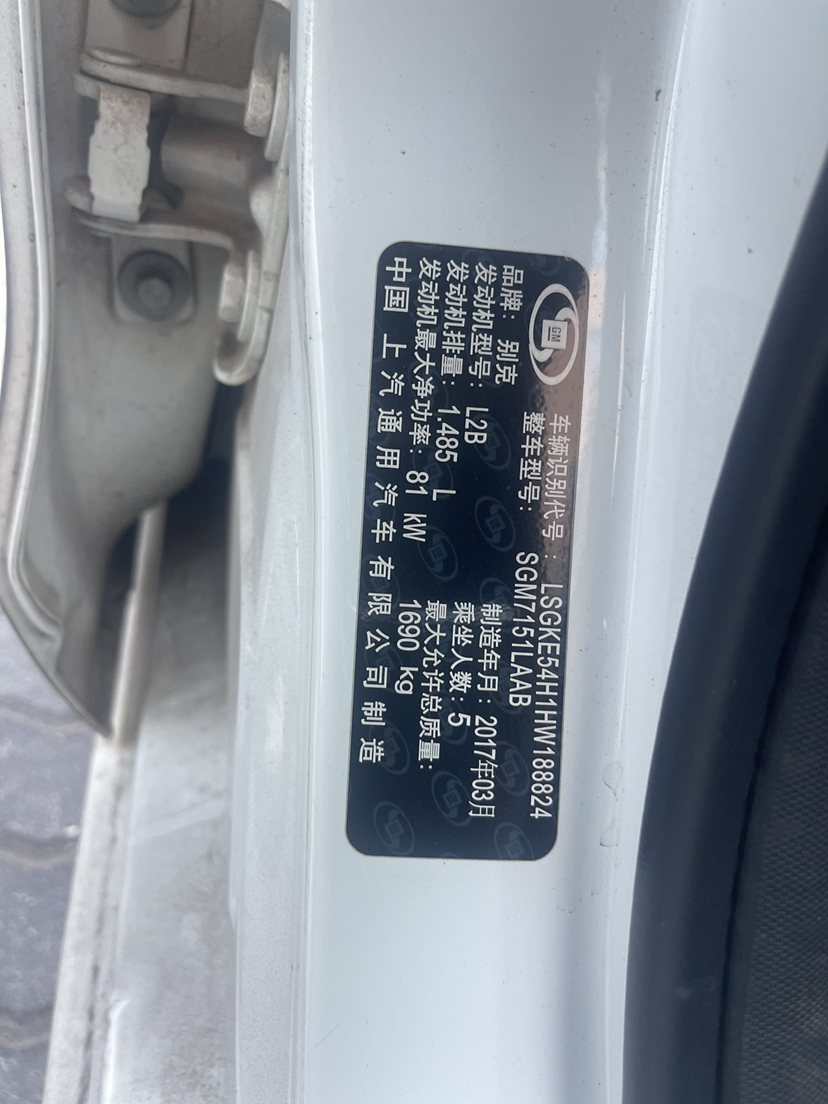 GM
车辆识别代号：LSGKE54H1HW188824
整车型号：SGM7151LAAB
品牌：别克
制造年月：2017年03月
发动机型号：L2B
乘坐人数：5
发动机排量：1.485 L
最大允许总质量：
发动机最大净功率：81 kW
1690 kg
中国 上汽通用汽车有限公司制造